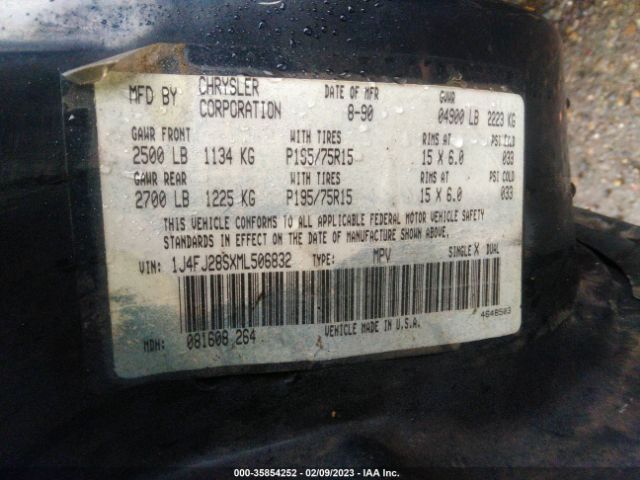 MFD BY CHRYSLER CORPORATION DATE OF MFR 8-90 GVWR 04900 LB 2223 KG
GAWR FRONT WITH TIRES RIMS AT PSI COLD
2500 LB 1134 KG P195/75R15 15 X 6.0 033
GAWR REAR WITH TIRES RIMS AT PSI COLD
2700 LB 1225 KG P195/75R15 15 X 6.0 033
THIS VEHICLE CONFORMS TO ALL APPLICABLE FEDERAL MOTOR VEHICLE SAFETY
STANDARDS IN EFFECT ON THE DATE OF MANUFACTURE SHOWN ABOVE.
VIN: 1J4FJ28SXML506832 TYPE: MPV SINGLE X DUAL
MDH: 081608 264 VEHICLE MADE IN U.S.A. 4648503
000-35854252 - 02/09/2023 - IAA Inc.